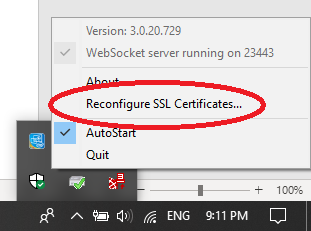 Version: 3.0.20.729
WebSocket server running on 23443
About
Reconfigure SSL Certificates...
AutoStart
Quit
100%
ENG
9:11 PM